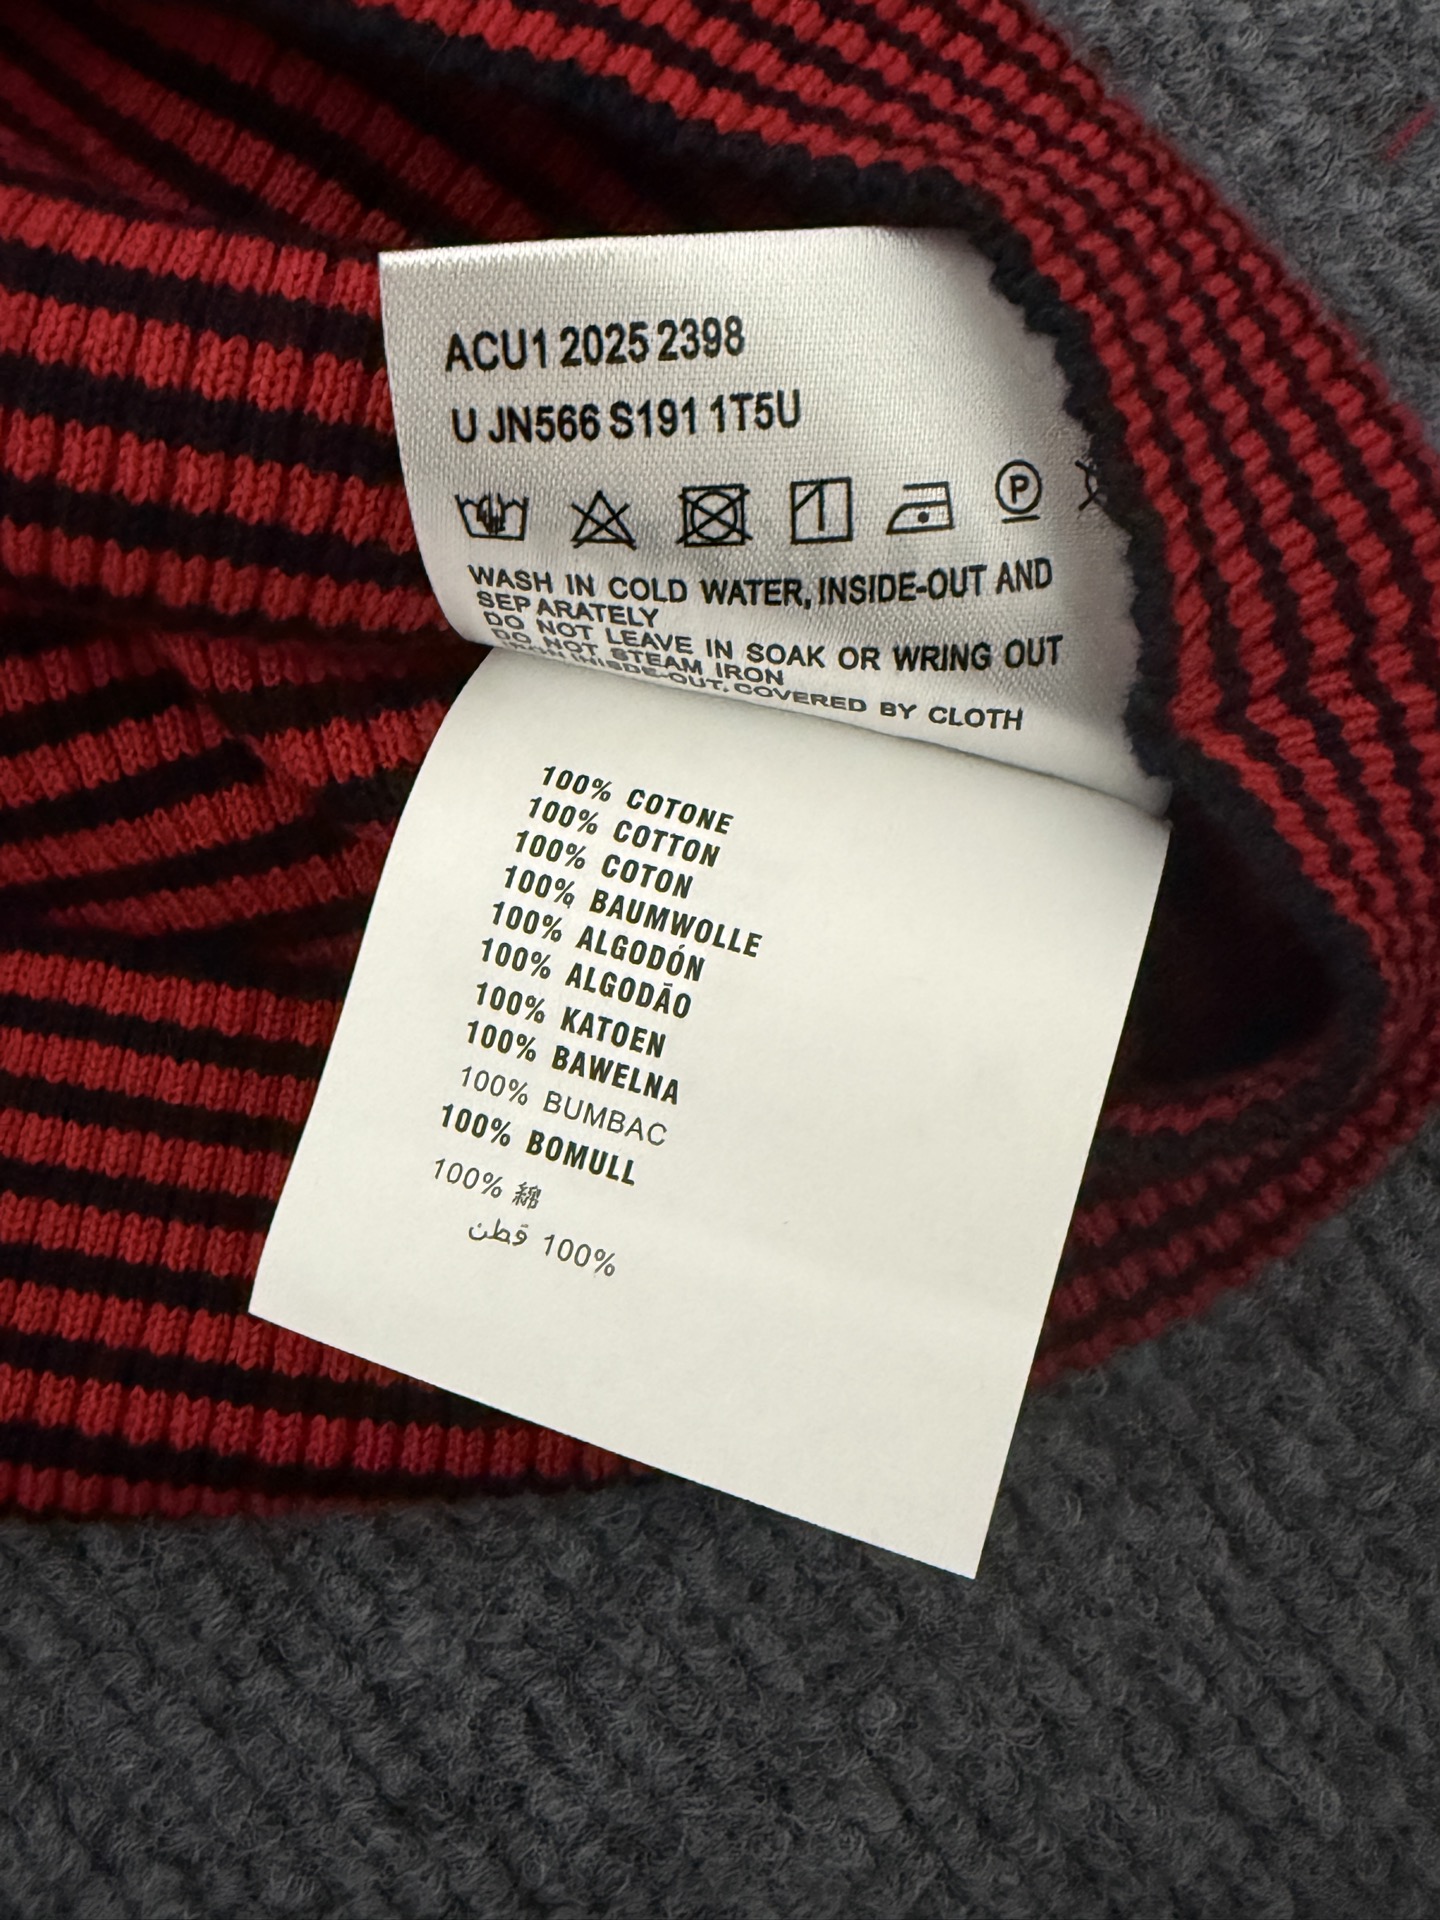 ACU1 2025 2398
U JN566 S191 1T5U
P
WASH IN COLD WATER, INSIDE-OUT AND
SEPARATELY
DO NOT LEAVE IN SOAK OR WRING OUT
DO NOT STEAM IRON
IRON INISDE-OUT, COVERED BY CLOTH
100% COTONE
100% COTTON
100% COTON
100% BAUMWOLLE
100% ALGODÓN
100% ALGODÃO
100% KATOEN
100% BAWELNA
100% BUMBAC
100% BOMULL
100% 綿
100% قطن